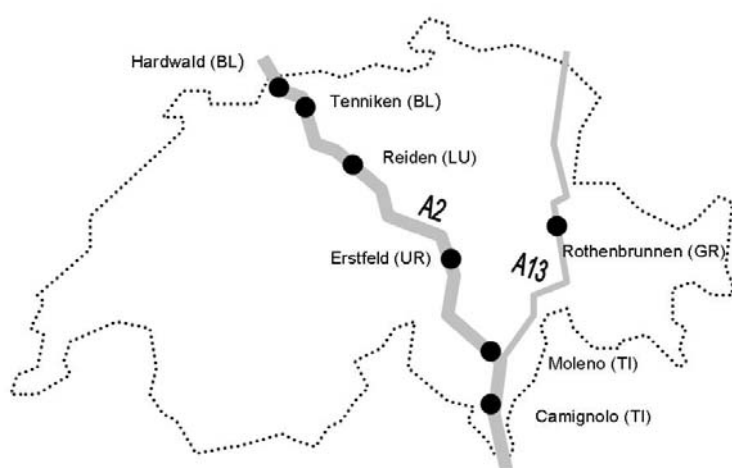 Hardwald (BL)
Tenniken (BL)
Reiden (LU)
A2
Erstfeld (UR)
Rothenbrunnen (GR)
A13
Moleno (TI)
Camignolo (TI)